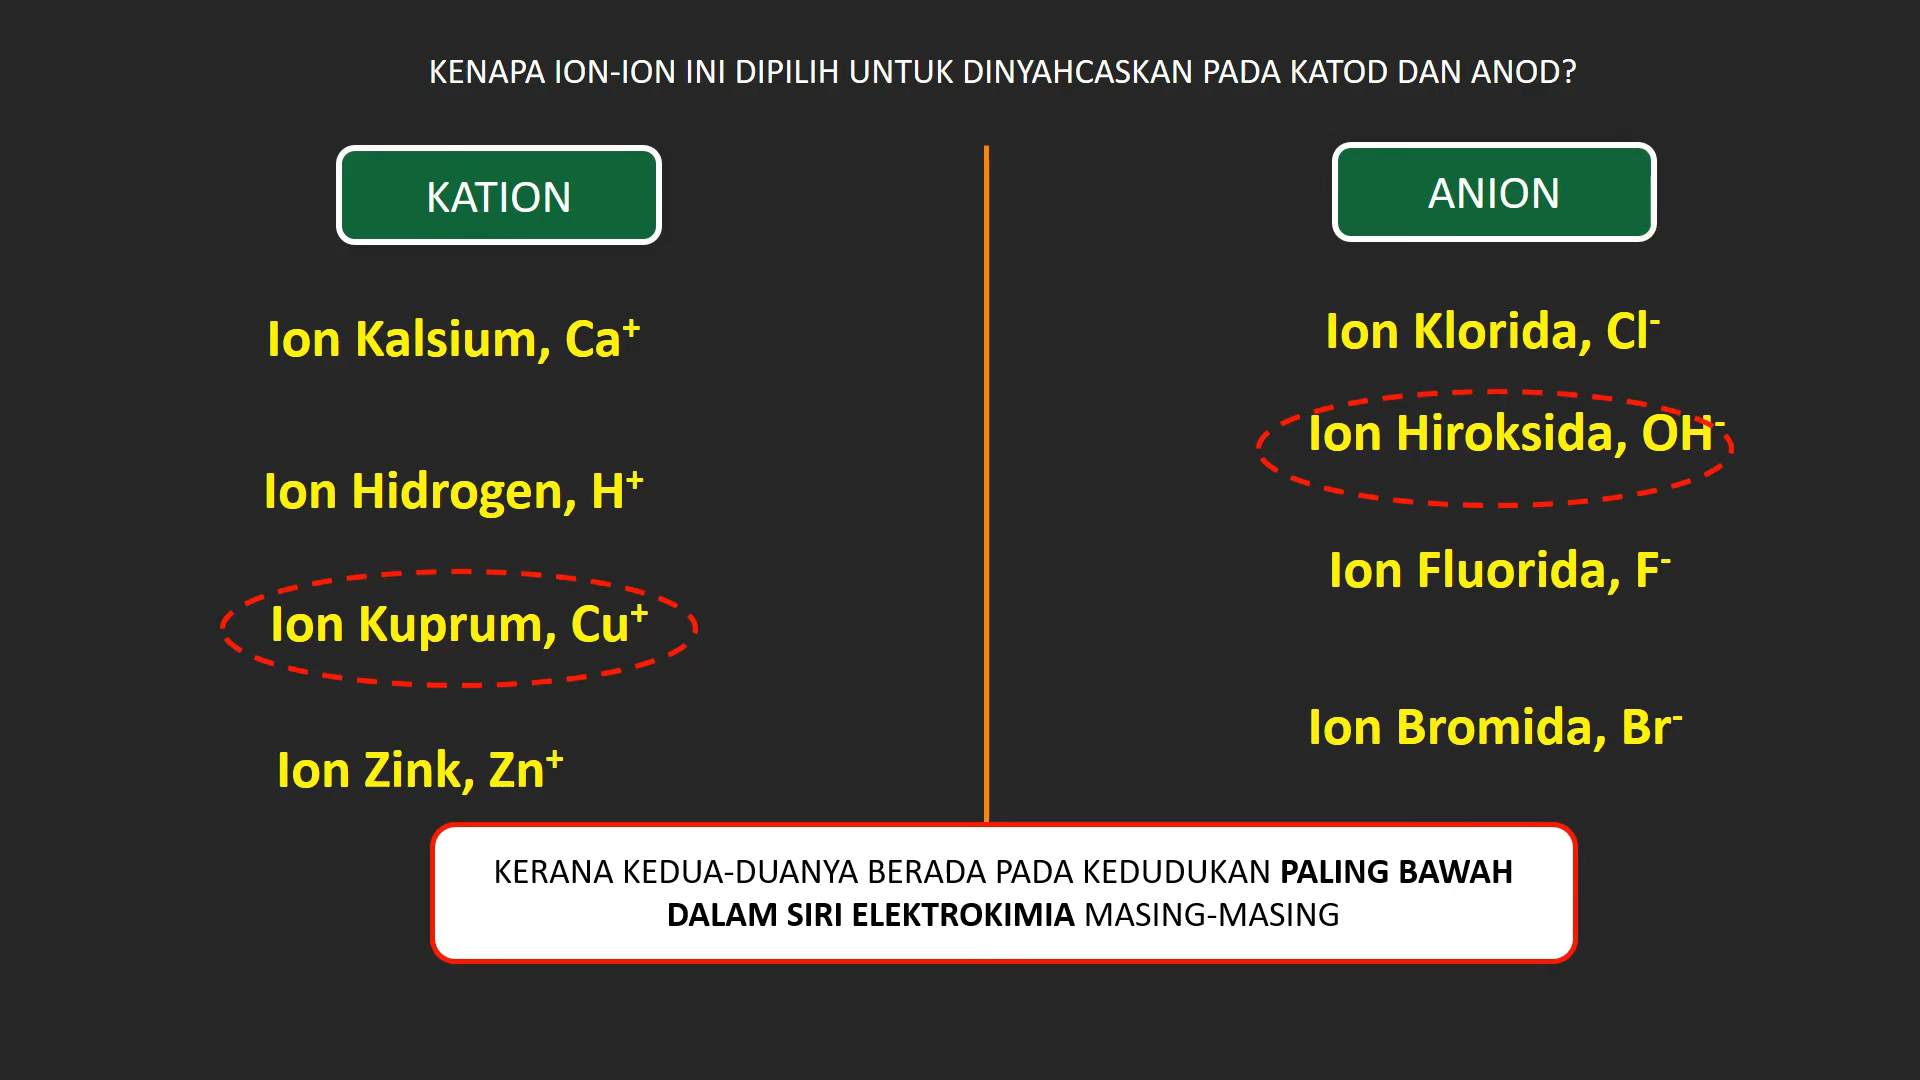 KENAPA ION-ION INI DIPILIH UNTUK DINYAHCASKAN PADA KATOD DAN ANOD?
KATION
Ion Kalsium, Ca⁺
Ion Hidrogen, H⁺
Ion Kuprum, Cu⁺
Ion Zink, Zn⁺
ANION
Ion Klorida, Cl⁻
Ion Hiroksida, OH⁻
Ion Fluorida, F⁻
Ion Bromida, Br⁻
KERANA KEDUA-DUANYA BERADA PADA KEDUDUKAN PALING BAWAH
DALAM SIRI ELEKTROKIMIA MASING-MASING